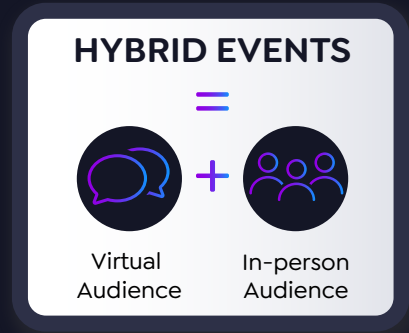 HYBRID EVENTS
=
+
Virtual
Audience
In-person
Audience